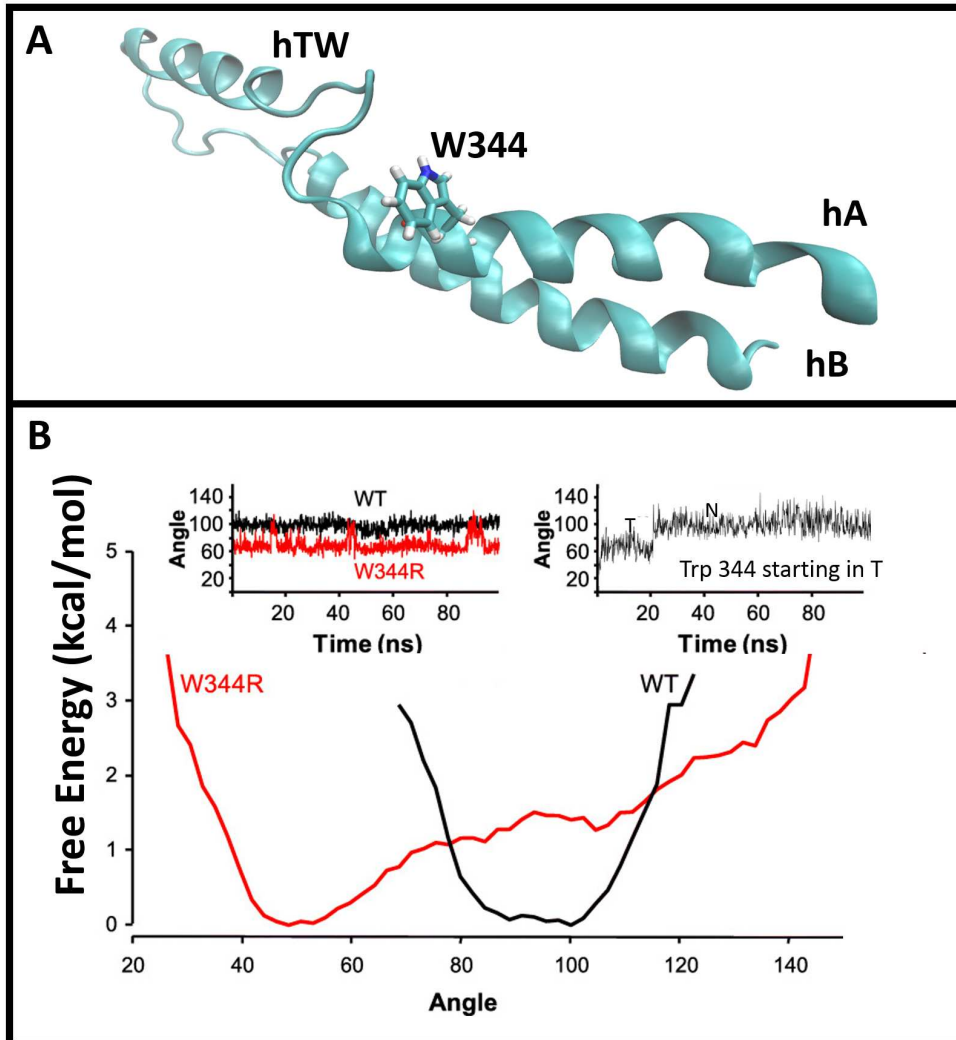 A
hTW
W344
hA
hB
B
140
100
60
20
Angle
WT
W344R
20 40 60 80
Time (ns)
140
100
60
20
Angle
T
N
Trp 344 starting in T
20 40 60 80
Time (ns)
Free Energy (kcal/mol)
5
4
3
2
1
0
W344R
WT
20 40 60 80 100 120 140
Angle